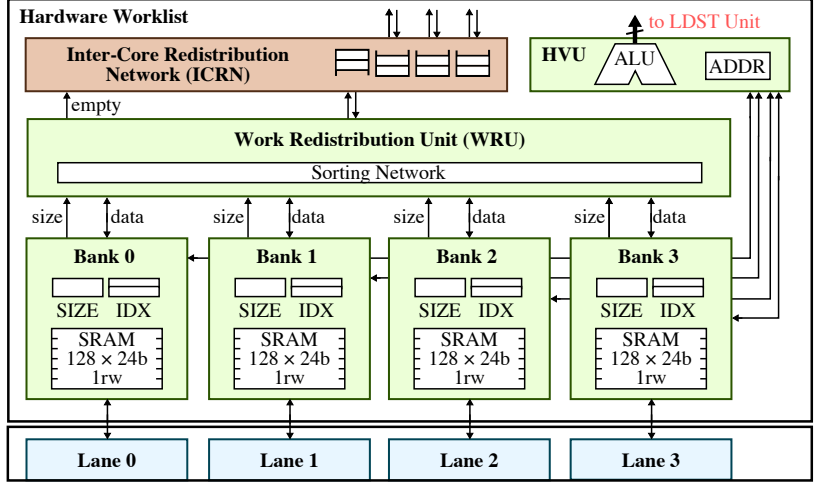 Hardware Worklist
to LDST Unit
Inter-Core Redistribution
Network (ICRN)
HVU
ALU
ADDR
empty
Work Redistribution Unit (WRU)
Sorting Network
size
data
size
data
size
data
size
data
Bank 0
Bank 1
Bank 2
Bank 3
SIZE IDX
SIZE IDX
SIZE IDX
SIZE IDX
SRAM
128 × 24b
1rw
SRAM
128 × 24b
1rw
SRAM
128 × 24b
1rw
SRAM
128 × 24b
1rw
Lane 0
Lane 1
Lane 2
Lane 3